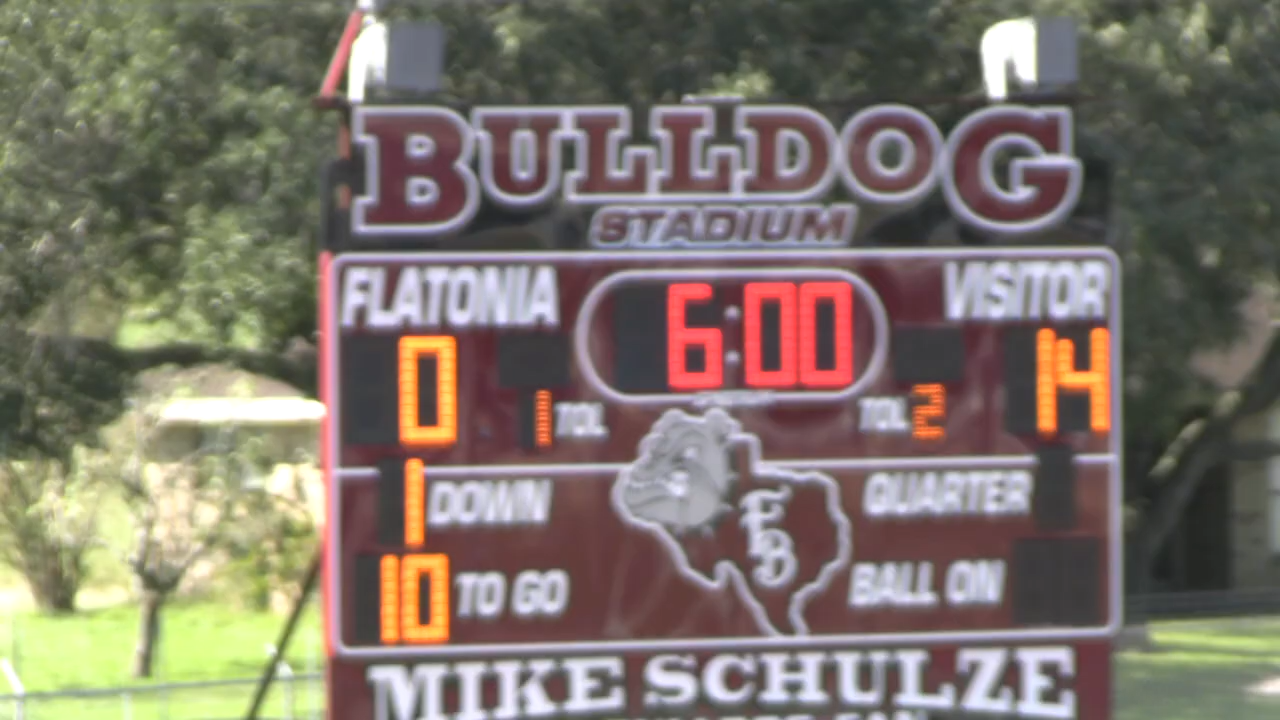 BULLDOG
STADIUM
FLATONIA 6:00 VISITOR
0 14
1 TOL TOL 2
1 DOWN QUARTER
FB
10 TO GO BALL ON
MIKE SCHULZE